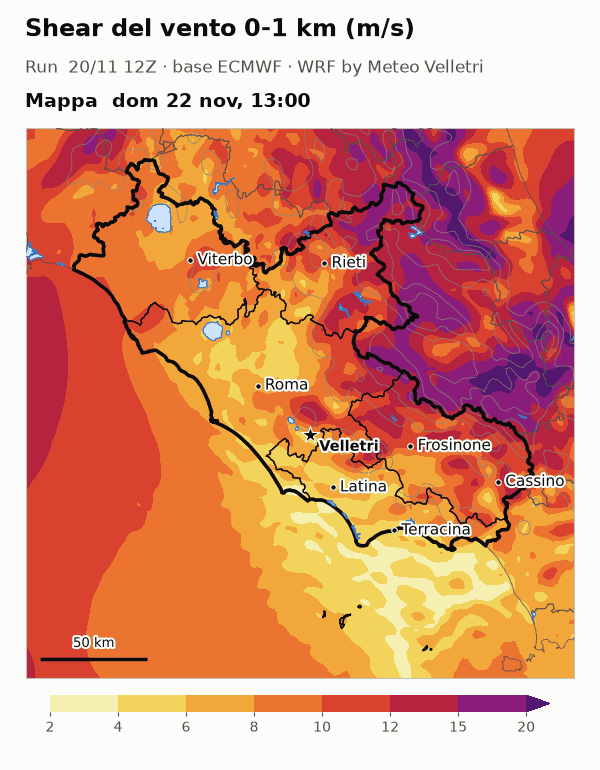 Shear del vento 0-1 km (m/s)
Run  20/11 12Z · base ECMWF · WRF by Meteo Velletri
Mappa  dom 22 nov, 13:00
Viterbo
Rieti
Roma
Velletri
Frosinone
Cassino
Latina
Terracina
50 km
2 4 6 8 10 12 15 20